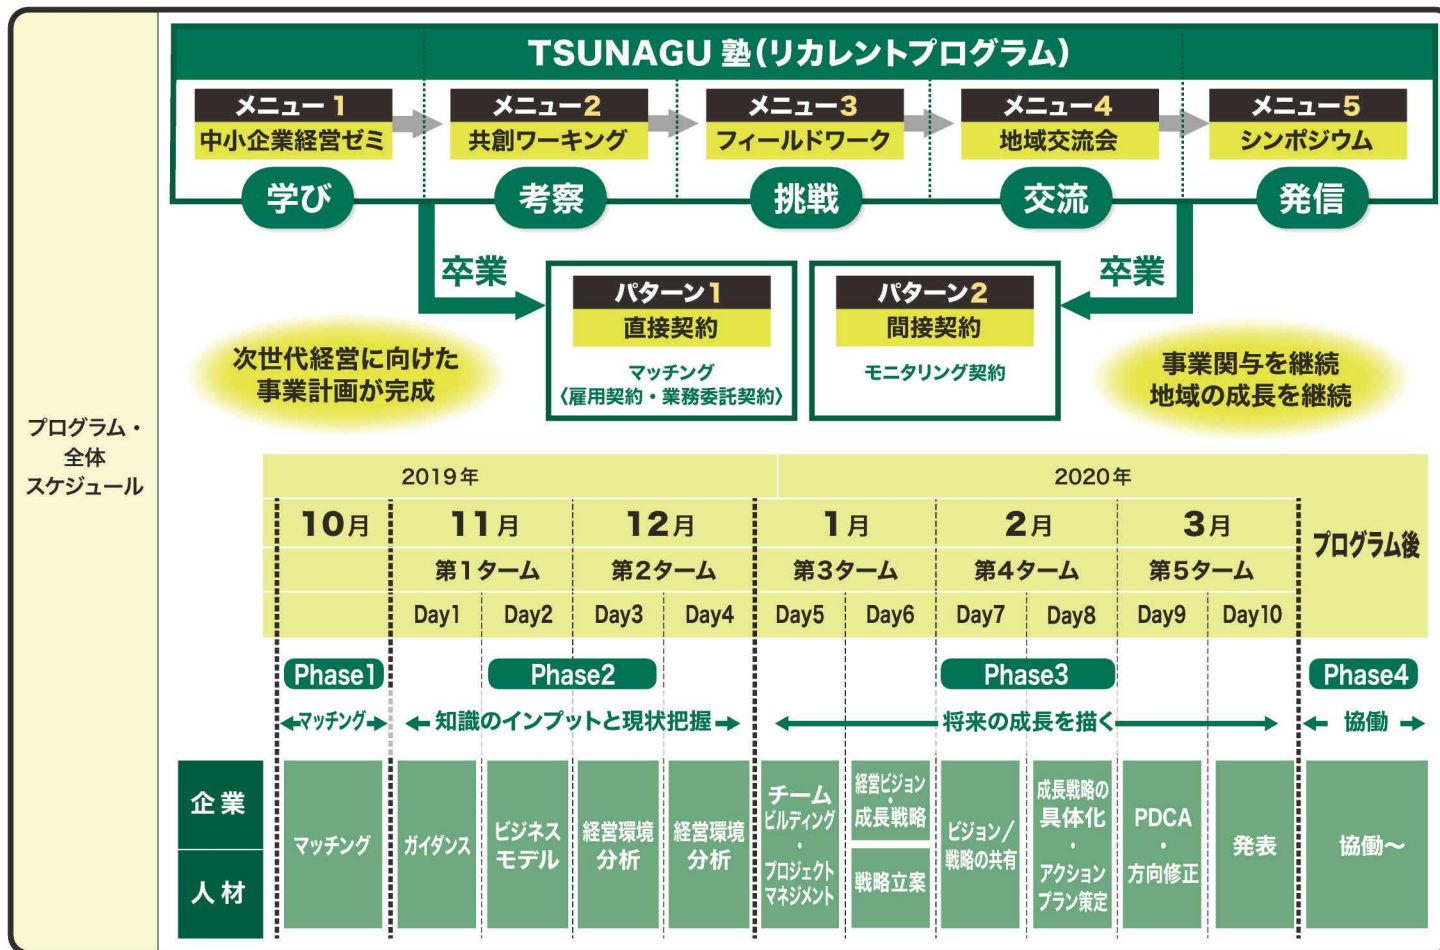 プログラム・
全体
スケジュール
TSUNAGU 塾(リカレントプログラム)
メニュー1
中小企業経営ゼミ
学び
メニュー2
共創ワーキング
考察
メニュー3
フィールドワーク
挑戦
メニュー4
地域交流会
交流
メニュー5
シンポジウム
発信
卒業
卒業
次世代経営に向けた
事業計画が完成
パターン1
直接契約
マッチング
〈雇用契約・業務委託契約〉
パターン2
間接契約
モニタリング契約
事業関与を継続
地域の成長を継続
2019年
2020年
10月
11月
12月
1月
2月
3月
プログラム後
第1ターム
第2ターム
第3ターム
第4ターム
第5ターム
Day1
Day2
Day3
Day4
Day5
Day6
Day7
Day8
Day9
Day10
Phase1
Phase2
Phase3
Phase4
マッチング
知識のインプットと現状把握
将来の成長を描く
協働
企業
人材
マッチング
ガイダンス
ビジネス
モデル
経営環境
分析
経営環境
分析
チーム
ビルディング
・
プロジェクト
マネジメント
経営ビジョン
・
成長戦略
戦略立案
ビジョン/
戦略の共有
成長戦略の
具体化
・
アクション
プラン策定
PDCA
・
方向修正
発表
協働〜